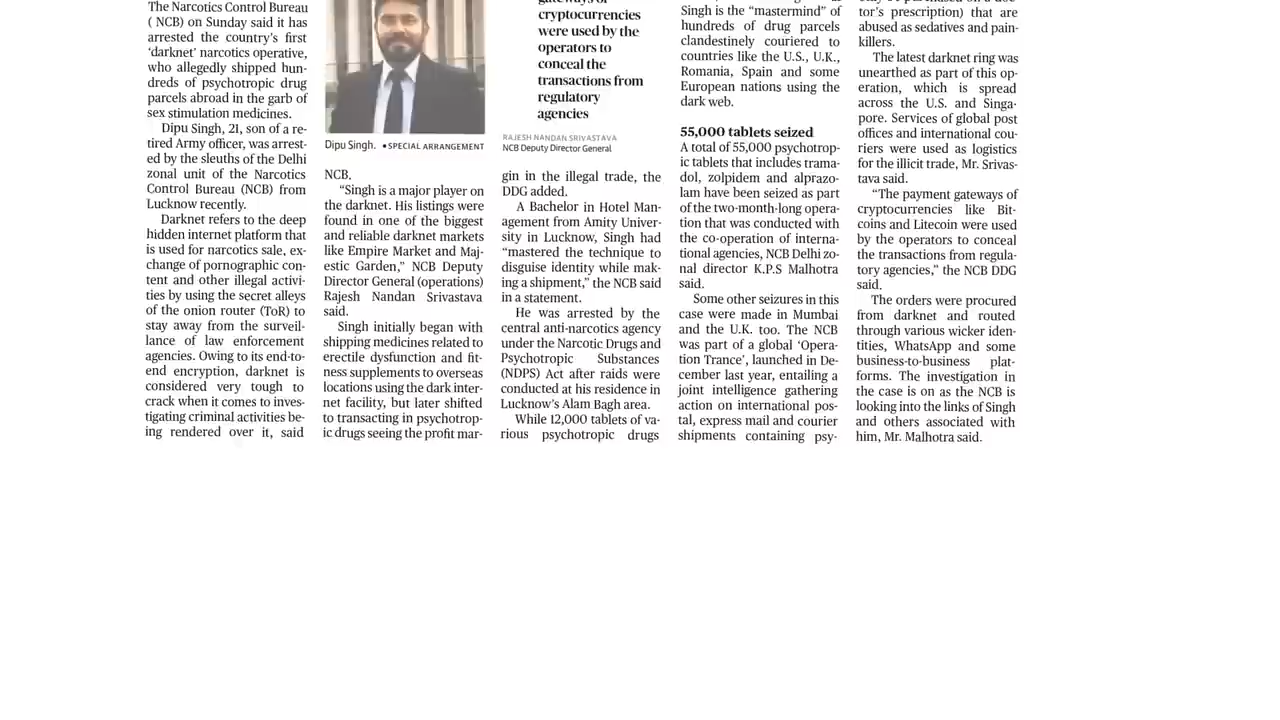 The Narcotics Control Bureau
( NCB) on Sunday said it has
arrested the country's first
'darknet' narcotics operative,
who allegedly shipped hun-
dreds of psychotropic drug
parcels abroad in the garb of
sex stimulation medicines.
Dipu Singh, 21, son of a re-
tired Army officer, was arrest-
ed by the sleuths of the Delhi
zonal unit of the Narcotics
Control Bureau (NCB) from
Lucknow recently.
Darknet refers to the deep
hidden internet platform that
is used for narcotics sale, ex-
change of pornographic con-
tent and other illegal activi-
ties by using the secret alleys
of the onion router (ToR) to
stay away from the surveil-
lance of law enforcement
agencies. Owing to its end-to-
end encryption, darknet is
considered very tough to
crack when it comes to inves-
tigating criminal activities be-
ing rendered over it, said
Dipu Singh. •SPECIAL ARRANGEMENT
NCB.
"Singh is a major player on
the darknet. His listings were
found in one of the biggest
and reliable darknet markets
like Empire Market and Maj-
estic Garden," NCB Deputy
Director General (operations)
Rajesh Nandan Srivastava
said.
Singh initially began with
shipping medicines related to
erectile dysfunction and fit-
ness supplements to overseas
locations using the dark inter-
net facility, but later shifted
to transacting in psychotrop-
ic drugs seeing the profit mar-
cryptocurrencies
were used by the
operators to
conceal the
transactions from
regulatory
agencies
RAJESH NANDAN SRIVASTAVA
NCB Deputy Director General
gin in the illegal trade, the
DDG added.
A Bachelor in Hotel Man-
agement from Amity Univer-
sity in Lucknow, Singh had
"mastered the technique to
disguise identity while mak-
ing a shipment," the NCB said
in a statement.
He was arrested by the
central anti-narcotics agency
under the Narcotic Drugs and
Psychotropic Substances
(NDPS) Act after raids were
conducted at his residence in
Lucknow's Alam Bagh area.
While 12,000 tablets of va-
rious psychotropic drugs
Singh is the "mastermind" of
hundreds of drug parcels
clandestinely couriered to
countries like the U.S., U.K.,
Romania, Spain and some
European nations using the
dark web.
55,000 tablets seized
A total of 55,000 psychotrop-
ic tablets that includes trama-
dol, zolpidem and alprazo-
lam have been seized as part
of the two-month-long opera-
tion that was conducted with
the co-operation of interna-
tional agencies, NCB Delhi zo-
nal director K.P.S Malhotra
said.
Some other seizures in this
case were made in Mumbai
and the U.K. too. The NCB
was part of a global 'Opera-
tion Trance', launched in De-
cember last year, entailing a
joint intelligence gathering
action on international pos-
tal, express mail and courier
shipments containing psy-
tor's prescription) that are
abused as sedatives and pain-
killers.
The latest darknet ring was
unearthed as part of this op-
eration, which is spread
across the U.S. and Singa-
pore. Services of global post
offices and international cou-
riers were used as logistics
for the illicit trade, Mr. Srivas-
tava said.
"The payment gateways of
cryptocurrencies like Bit-
coins and Litecoin were used
by the operators to conceal
the transactions from regula-
tory agencies," the NCB DDG
said.
The orders were procured
from darknet and routed
through various wicker iden-
tities, WhatsApp and some
business-to-business plat-
forms. The investigation in
the case is on as the NCB is
looking into the links of Singh
and others associated with
him, Mr. Malhotra said.